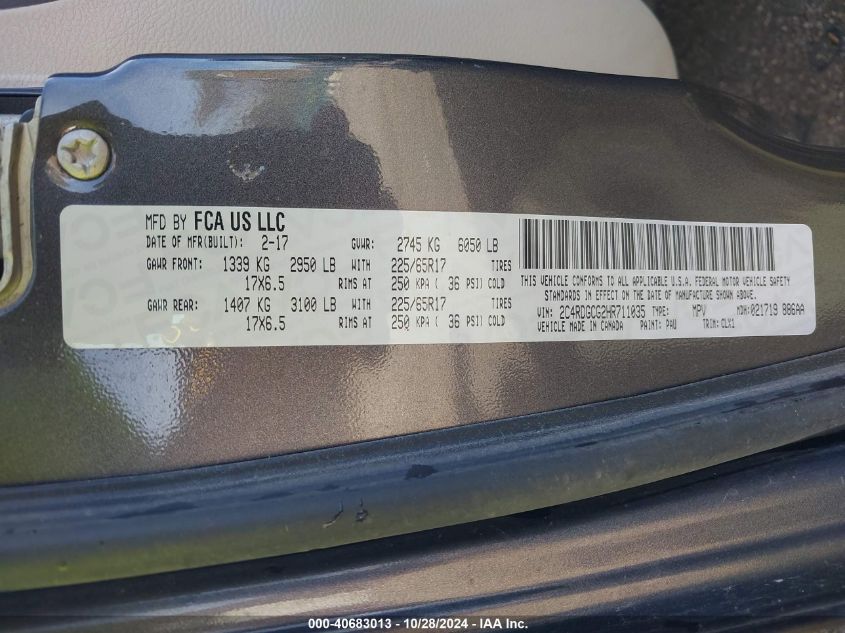 MFD BY FCA US LLC
DATE OF MFR(BUILT): 2-17 GVWR: 2745 KG 6050 LB
GAWR FRONT: 1339 KG 2950 LB WITH 225/65R17 TIRES
17X6.5 RIMS AT 250 KPA ( 36 PSI) COLD
GAWR REAR: 1407 KG 3100 LB WITH 225/65R17 TIRES
17X6.5 RIMS AT 250 KPA ( 36 PSI) COLD
THIS VEHICLE CONFORMS TO ALL APPLICABLE U.S.A. FEDERAL MOTOR VEHICLE SAFETY
STANDARDS IN EFFECT ON THE DATE OF MANUFACTURE SHOWN ABOVE.
VIN: 2C4RDGCG2HR711035 TYPE: MPV MDH:021719 886AA
VEHICLE MADE IN CANADA PAINT: PAU TRIM: CLX1
000-40683013 - 10/28/2024 - IAA Inc.